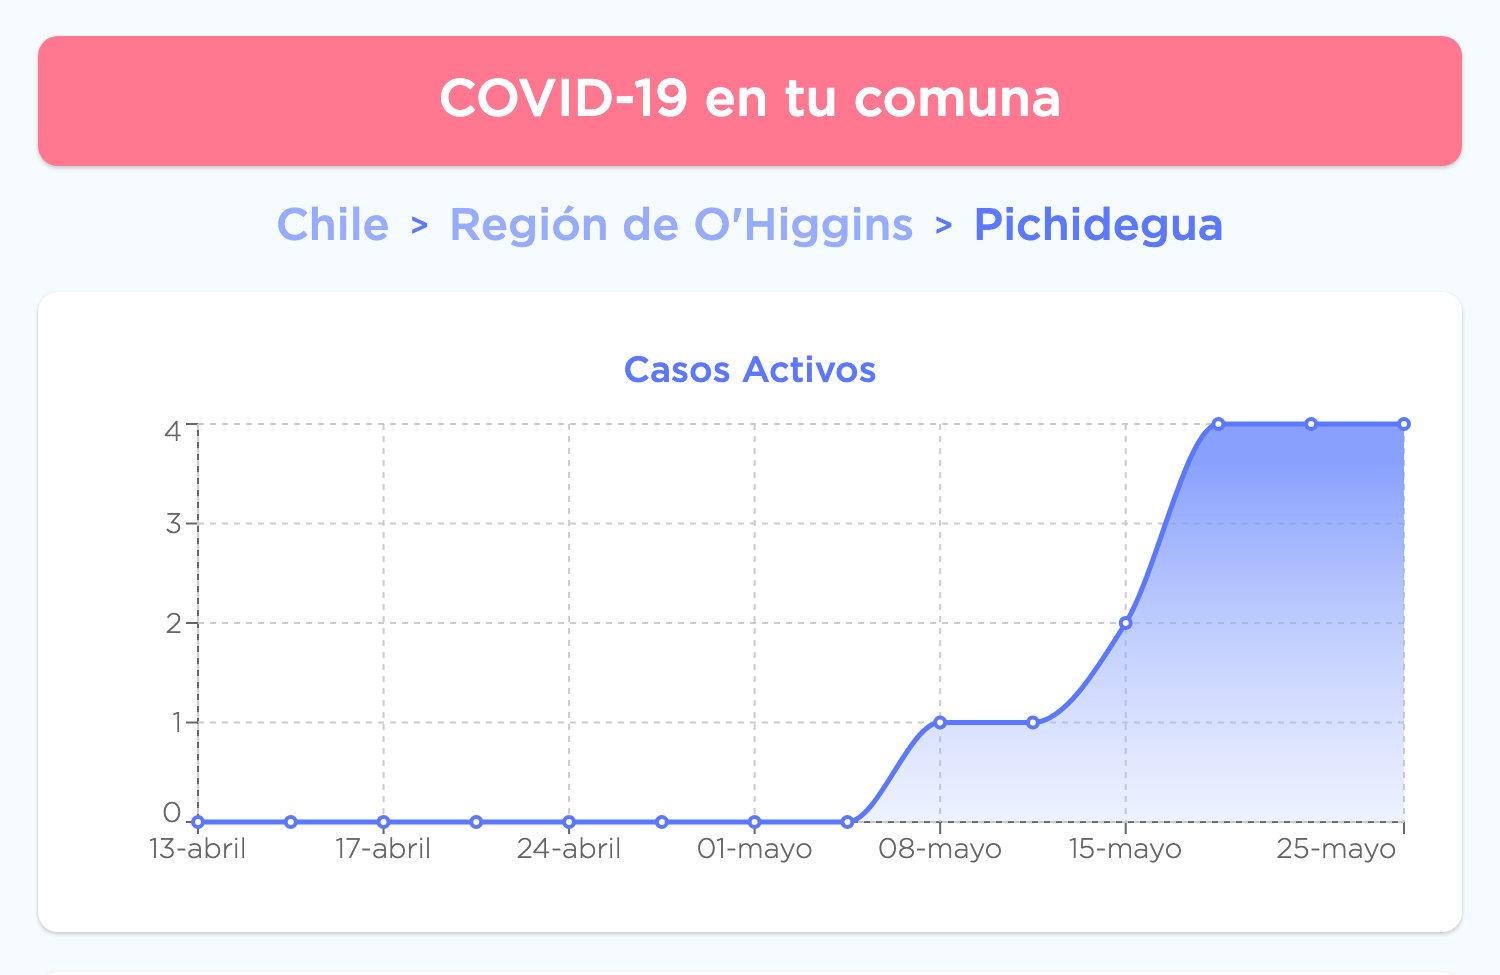 COVID-19 en tu comuna
Chile > Región de O'Higgins > Pichidegua
Casos Activos
4
3
2
1
0
13-abril 17-abril 24-abril 01-mayo 08-mayo 15-mayo 25-mayo